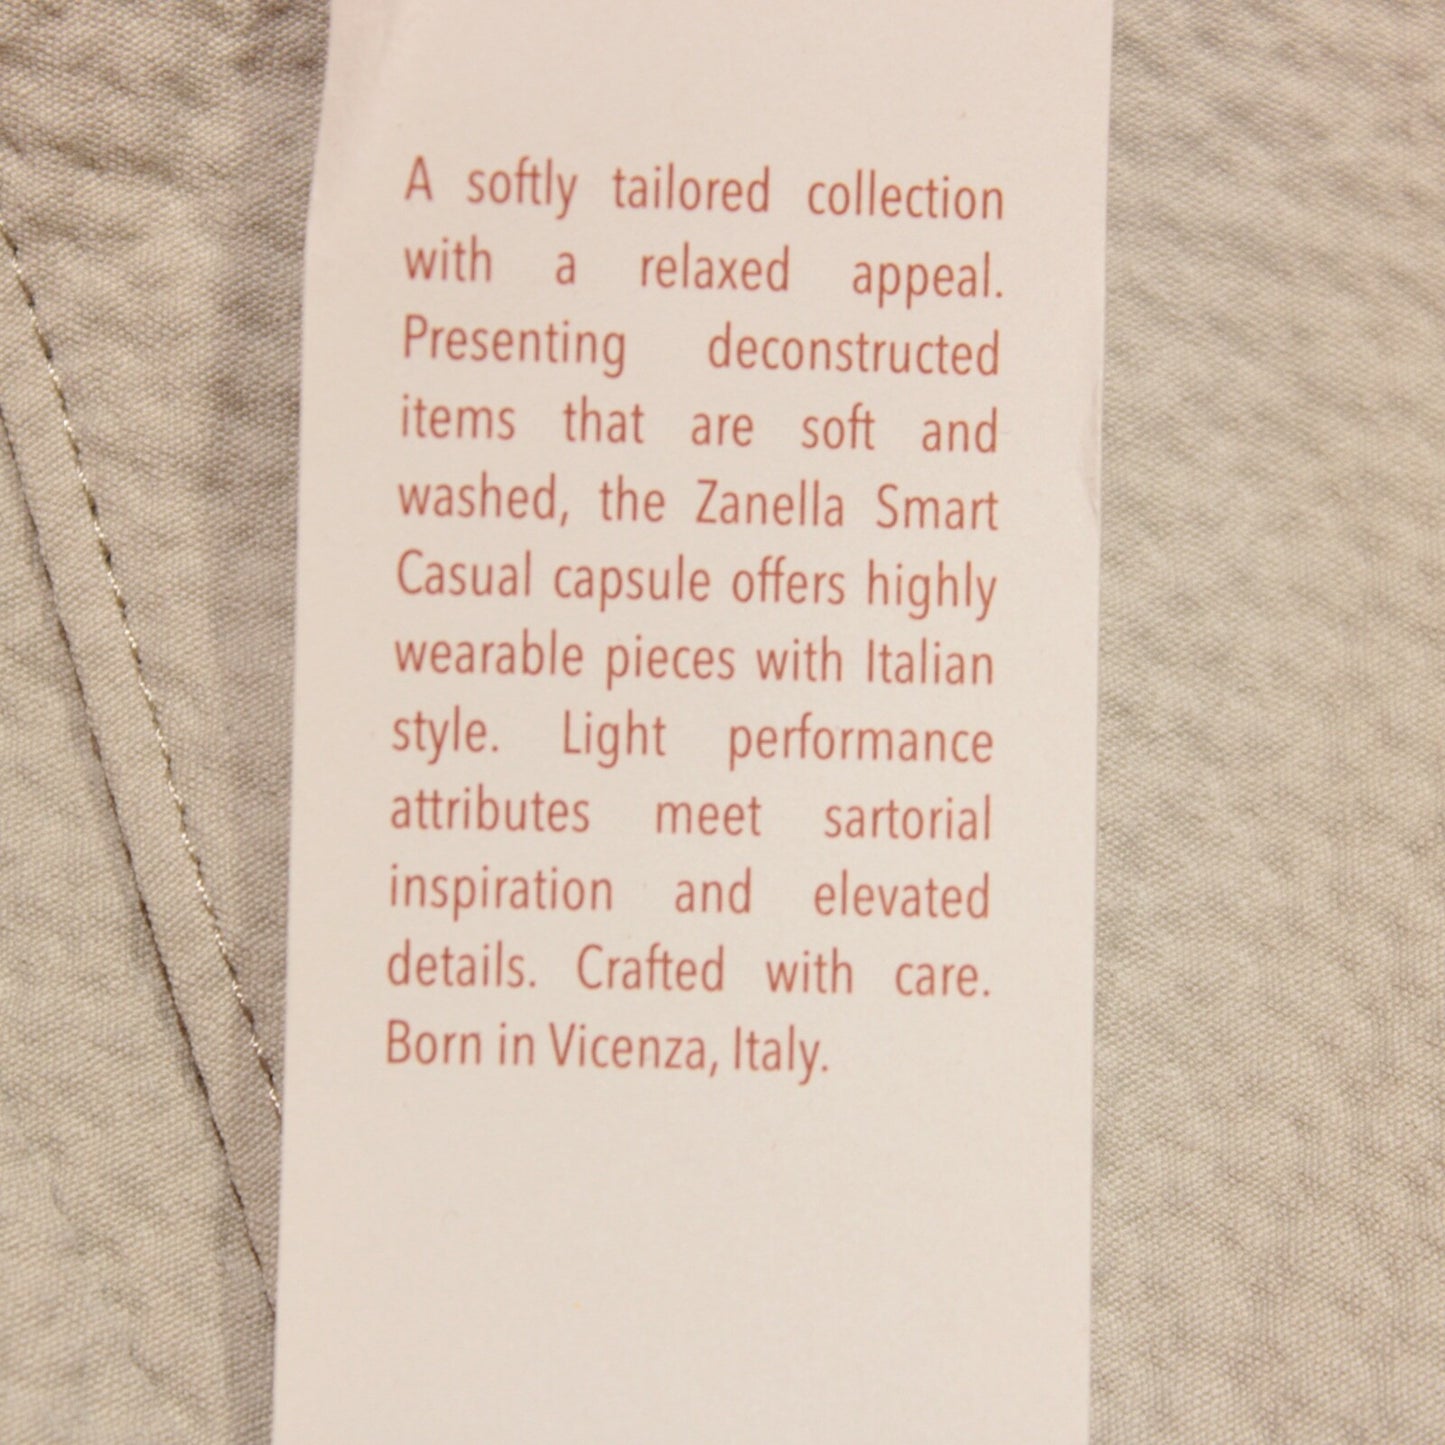 A softly tailored collection
with a relaxed appeal.
Presenting deconstructed
items that are soft and
washed, the Zanella Smart
Casual capsule offers highly
wearable pieces with Italian
style. Light performance
attributes meet sartorial
inspiration and elevated
details. Crafted with care.
Born in Vicenza, Italy.